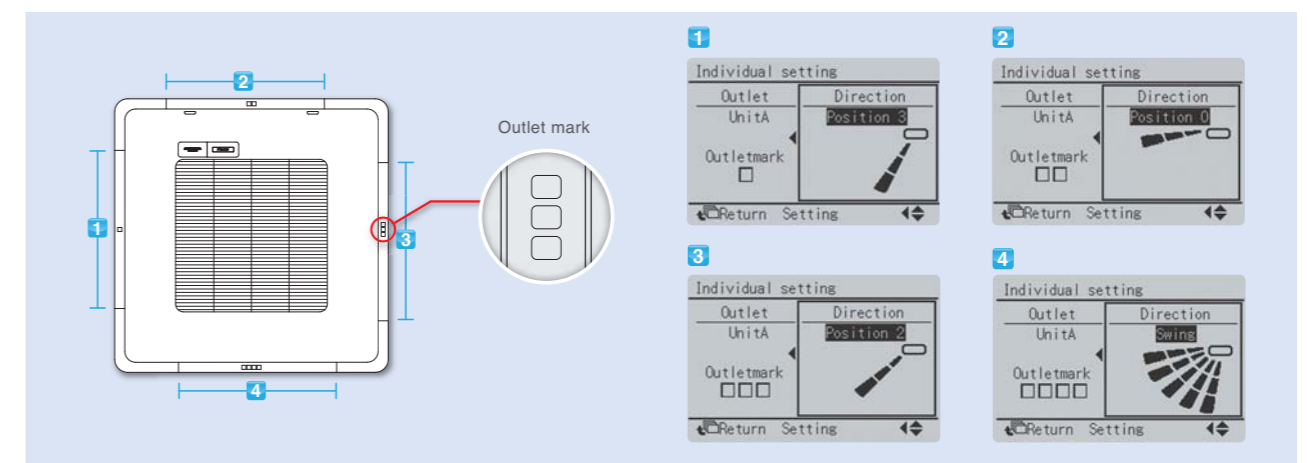 2
1
3
4
Outlet mark
1
Individual setting
Outlet Direction
UnitA Position 3
Outletmark
Return Setting
2
Individual setting
Outlet Direction
UnitA Position 0
Outletmark
Return Setting
3
Individual setting
Outlet Direction
UnitA Position 2
Outletmark
Return Setting
4
Individual setting
Outlet Direction
UnitA Swing
Outletmark
Return Setting